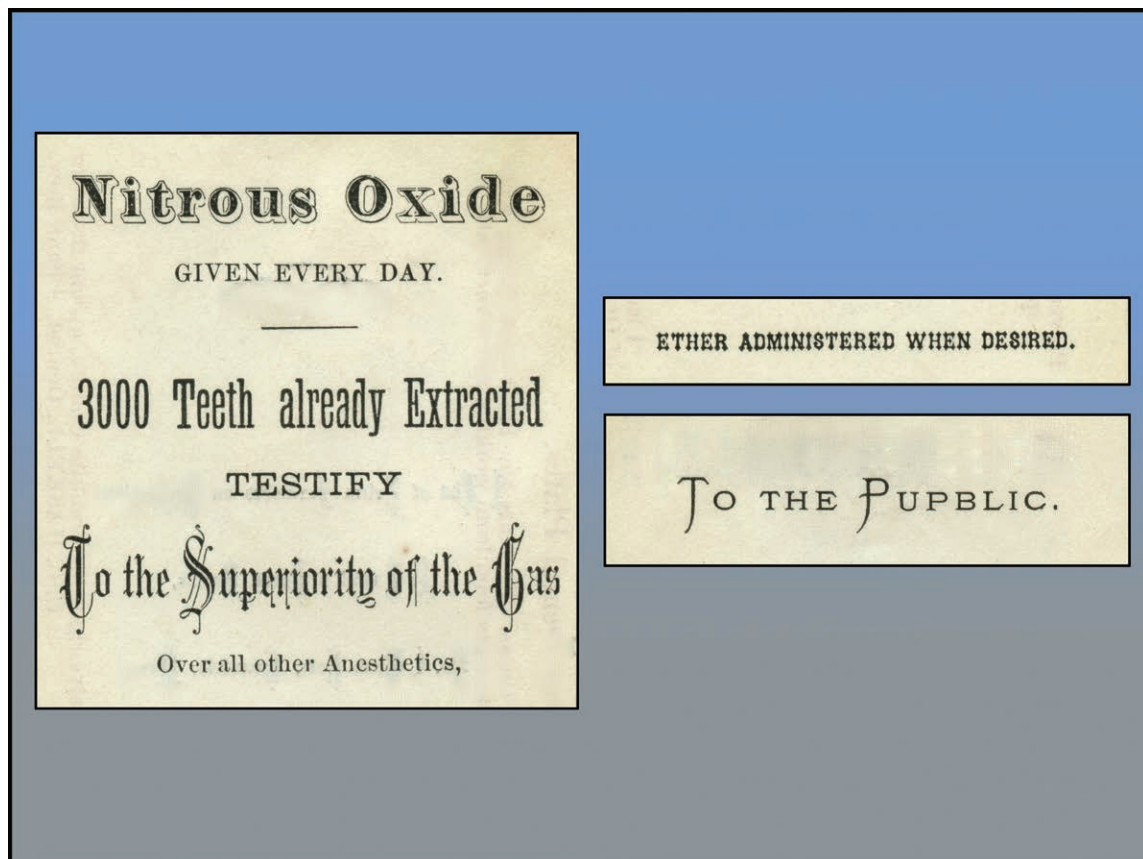 Nitrous Oxide
GIVEN EVERY DAY.
3000 Teeth already Extracted
TESTIFY
To the Superiority of the Gas
Over all other Anesthetics,
ETHER ADMINISTERED WHEN DESIRED.
TO THE PUPBLIC.